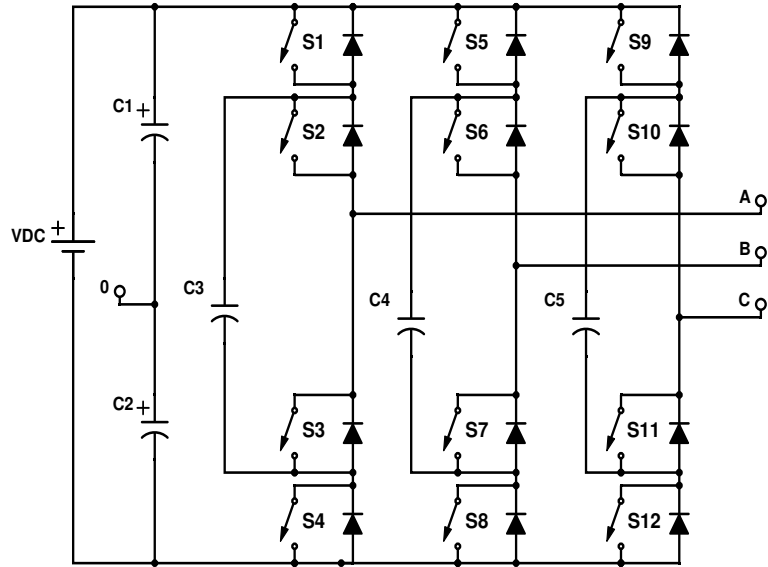 S1 S5 S9
C1 +
S2 S6 S10
A
VDC +
B
0 C3 C4 C5 C
C2 +
S3 S7 S11
S4 S8 S12